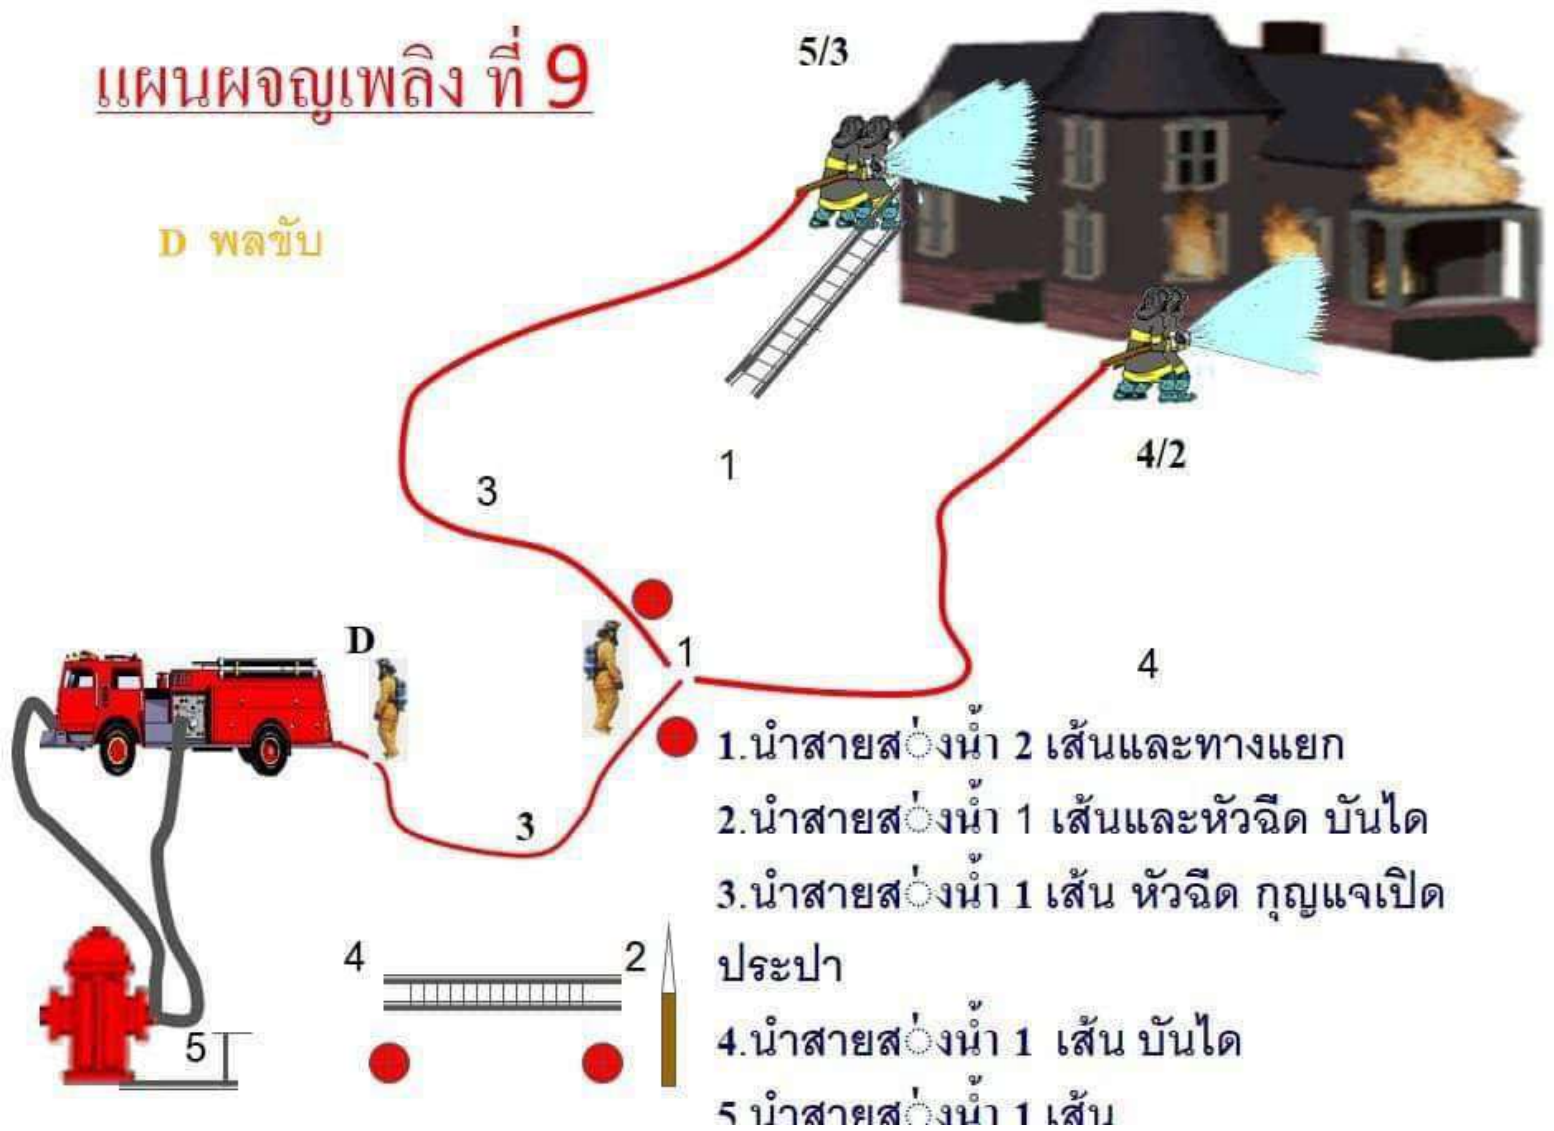 แผนผจญเพลิง ที่ 9
5/3
D พลขับ
4/2
1
3
D
1
4
3
1.นำสายส่งน้ำ 2 เส้นและทางแยก
2.นำสายส่งน้ำ 1 เส้นและหัวฉีด บันได
3.นำสายส่งน้ำ 1 เส้น หัวฉีด กุญแจเปิด
ประปา
4
2
5
4.นำสายส่งน้ำ 1 เส้น บันได
5.นำสายส่งน้ำ 1 เส้น